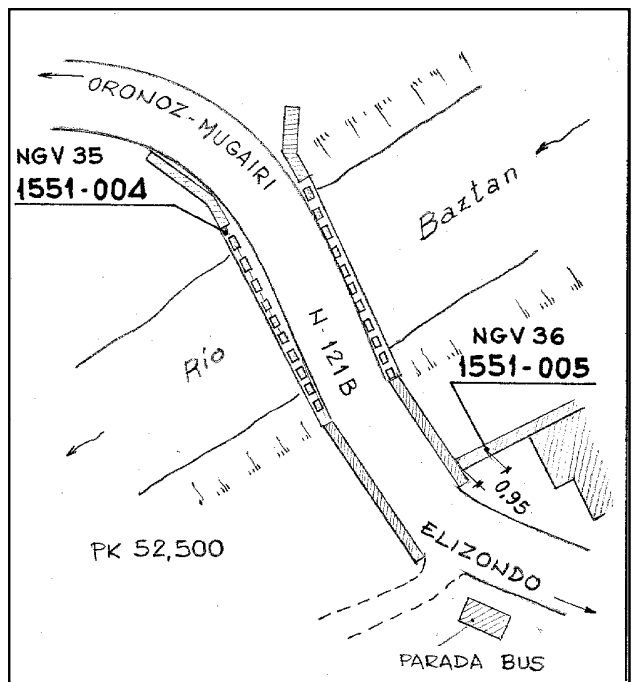 ORONOZ-MUGAIRI
NGV 35
1551-004
Baztan
N-121B
NGV 36
1551-005
Río
0,95
PK 52,500
ELIZONDO
PARADA BUS